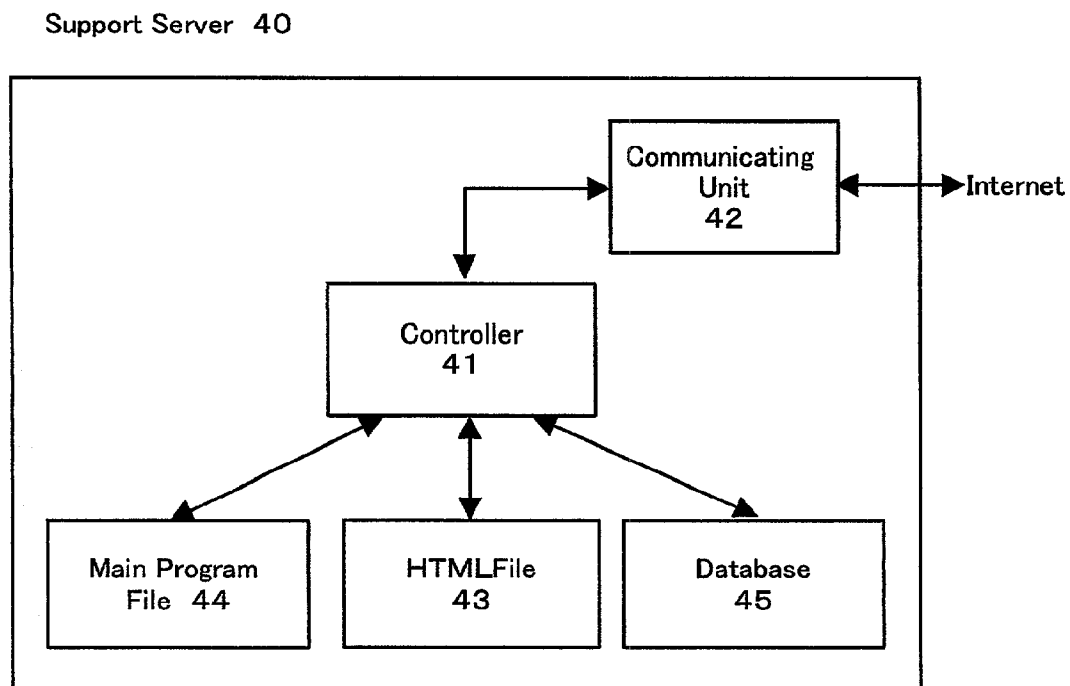 Support Server 40
Communicating
Unit
42
Internet
Controller
41
Main Program
File 44
HTMLFile
43
Database
45